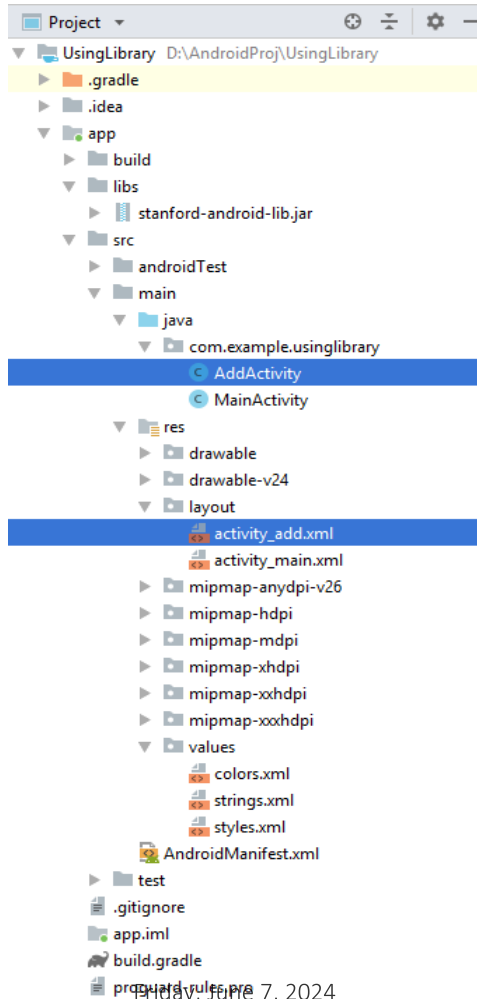 Project
UsingLibrary D:\AndroidProj\UsingLibrary
.gradle
.idea
app
build
libs
stanford-android-lib.jar
src
androidTest
main
java
com.example.usinglibrary
AddActivity
MainActivity
res
drawable
drawable-v24
layout
activity_add.xml
activity_main.xml
mipmap-anydpi-v26
mipmap-hdpi
mipmap-mdpi
mipmap-xhdpi
mipmap-xxhdpi
mipmap-xxxhdpi
values
colors.xml
strings.xml
styles.xml
AndroidManifest.xml
test
.gitignore
app.iml
build.gradle
proguard-rules.pro
Friday, June 7, 2024